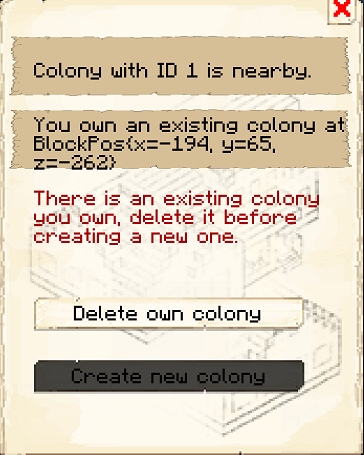 Colony with ID 1 is nearby.
You own an existing colony at
BlockPos{x=-194, y=65,
z=-262}
There is an existing colony
you own, delete it before
creating a new one.
Delete own colony
Create new colony